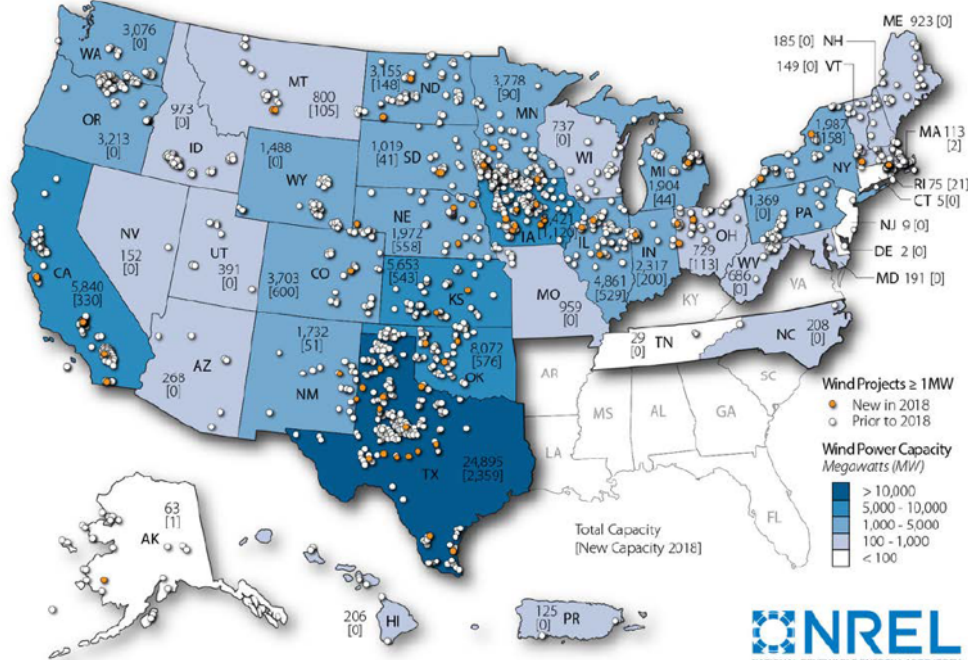 WA
3,076
[0]
OR
3,213
[0]
CA
5,840
[330]
NV
152
[0]
ID
973
[0]
MT
800
[105]
WY
1,488
[0]
UT
391
[0]
AZ
268
[0]
CO
3,703
[600]
NM
1,732
[51]
ND
3,155
[148]
SD
1,019
[41]
NE
1,972
[558]
KS
5,653
[543]
OK
8,072
[576]
TX
24,895
[2,359]
MN
3,778
[90]
IA
WI
737
[0]
IL
4,861
[529]
MO
959
[0]
MI
1,904
[44]
IN
2,317
[200]
OH
729
[113]
WV
686
[0]
PA
1,369
[0]
NY
1,987
ME 923 [0]
185 [0] NH
149 [0] VT
MA 113
[2]
RI 75 [21]
CT 5[0]
NJ 9 [0]
DE 2 [0]
MD 191 [0]
KY
VA
TN
29
[0]
NC
208
[0]
AR
MS
AL
GA
SC
LA
FL
AK
63
[1]
HI
206
[0]
PR
125
[0]
Wind Projects ≥ 1MW
New in 2018
Prior to 2018
Wind Power Capacity
Megawatts (MW)
> 10,000
5,000 - 10,000
1,000 - 5,000
100 - 1,000
< 100
Total Capacity
[New Capacity 2018]
NREL